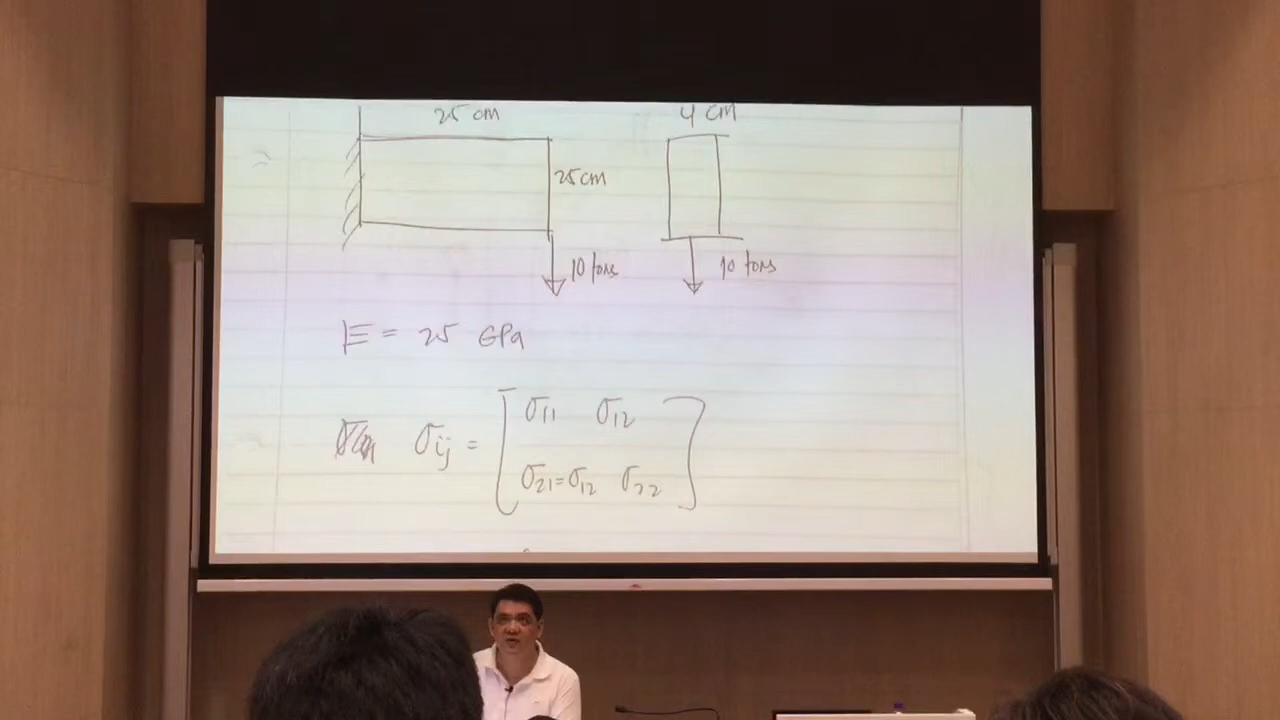 25 cm 4 cm
25 cm
10 tons 10 tons
E = 25 GPa
σij = [ σ11 σ12
σ21=σ12 σ22 ]